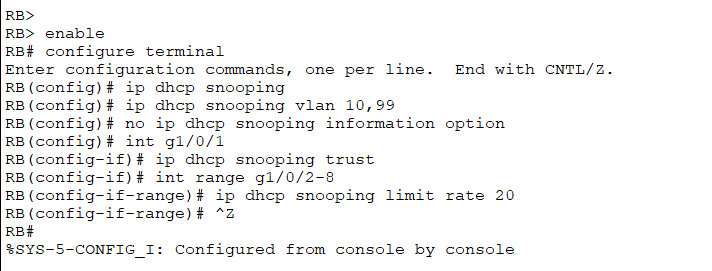 RB>
RB> enable
RB# configure terminal
Enter configuration commands, one per line.  End with CNTL/Z.
RB(config)# ip dhcp snooping
RB(config)# ip dhcp snooping vlan 10,99
RB(config)# no ip dhcp snooping information option
RB(config)# int g1/0/1
RB(config-if)# ip dhcp snooping trust
RB(config-if)# int range g1/0/2-8
RB(config-if-range)# ip dhcp snooping limit rate 20
RB(config-if-range)# ^Z
RB#
%SYS-5-CONFIG_I: Configured from console by console